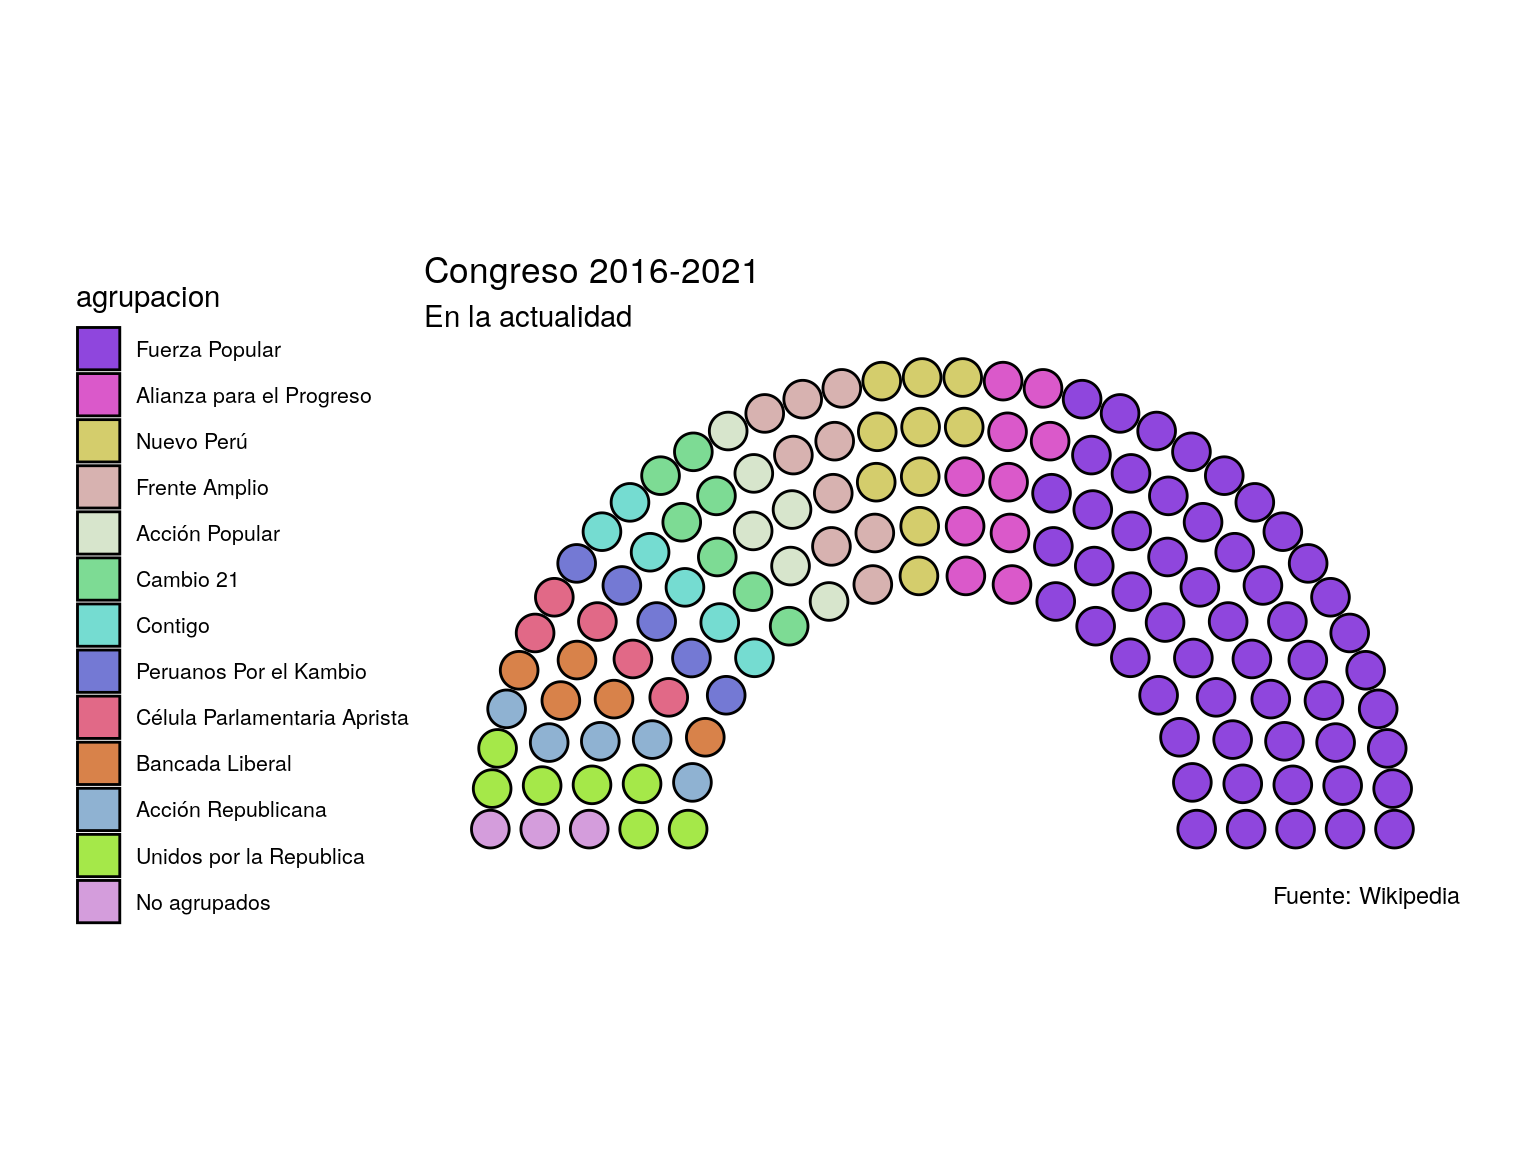 Congreso 2016-2021
En la actualidad
agrupacion
Fuerza Popular
Alianza para el Progreso
Nuevo Perú
Frente Amplio
Acción Popular
Cambio 21
Contigo
Peruanos Por el Kambio
Célula Parlamentaria Aprista
Bancada Liberal
Acción Republicana
Unidos por la Republica
No agrupados
Fuente: Wikipedia